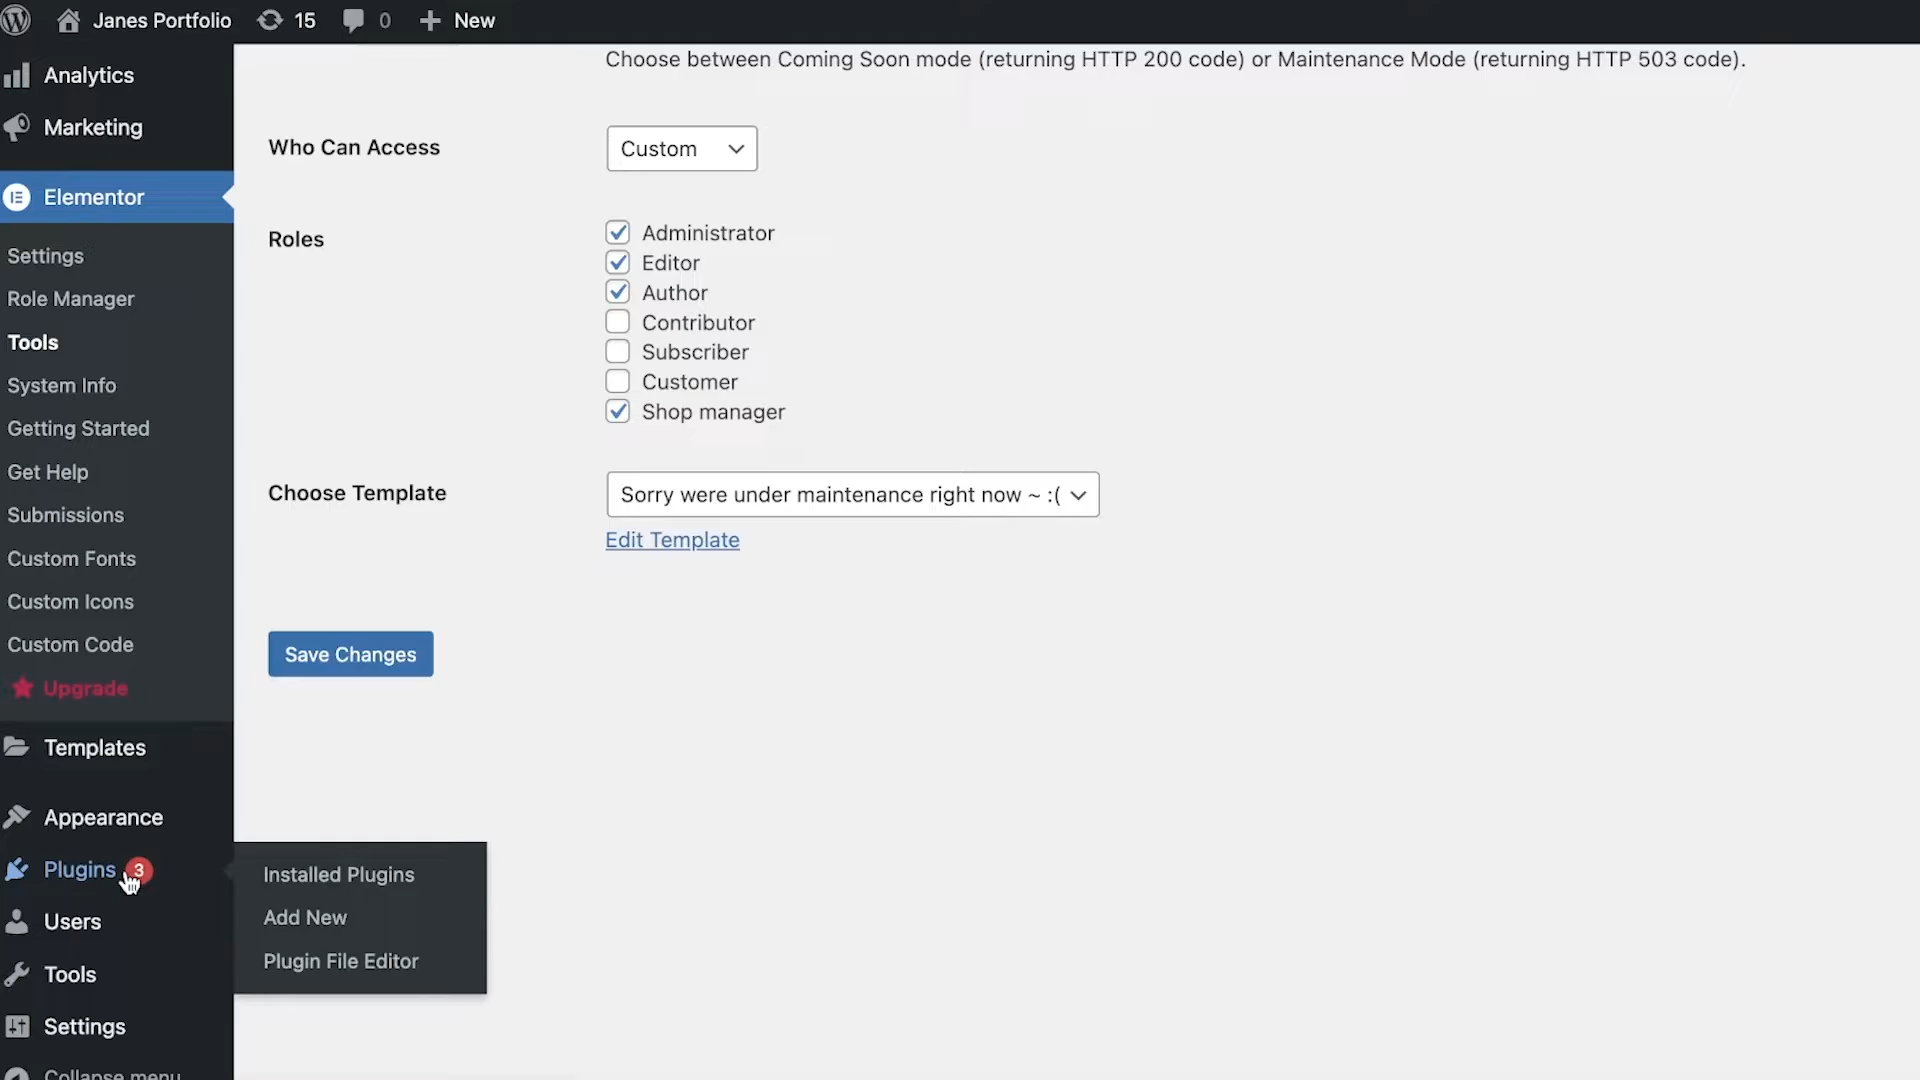 Janes Portfolio 15 0 New
Analytics
Marketing
Elementor
Settings
Role Manager
Tools
System Info
Getting Started
Get Help
Submissions
Custom Fonts
Custom Icons
Custom Code
Upgrade
Templates
Appearance
Plugins 3
Users
Tools
Settings
Collapse menu
Installed Plugins
Add New
Plugin File Editor
Choose between Coming Soon mode (returning HTTP 200 code) or Maintenance Mode (returning HTTP 503 code).
Who Can Access Custom
Roles
Administrator
Editor
Author
Contributor
Subscriber
Customer
Shop manager
Choose Template Sorry were under maintenance right now ~ :(
Edit Template
Save Changes